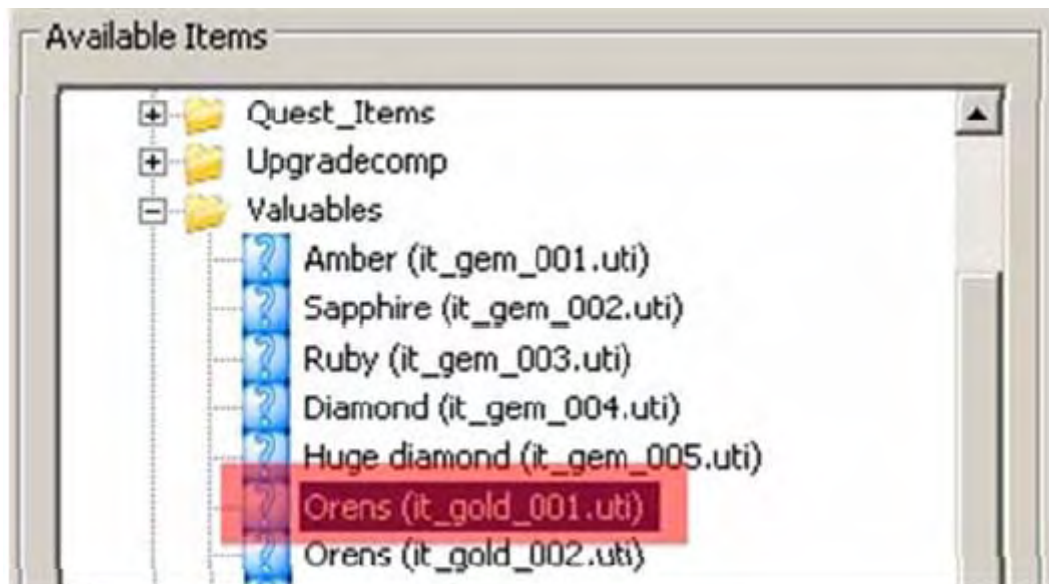 Available Items
Quest_Items
Upgradecomp
Valuables
Amber (it_gem_001.uti)
Sapphire (it_gem_002.uti)
Ruby (it_gem_003.uti)
Diamond (it_gem_004.uti)
Huge diamond (it_gem_005.uti)
Orens (it_gold_001.uti)
Orens (it_gold_002.uti)